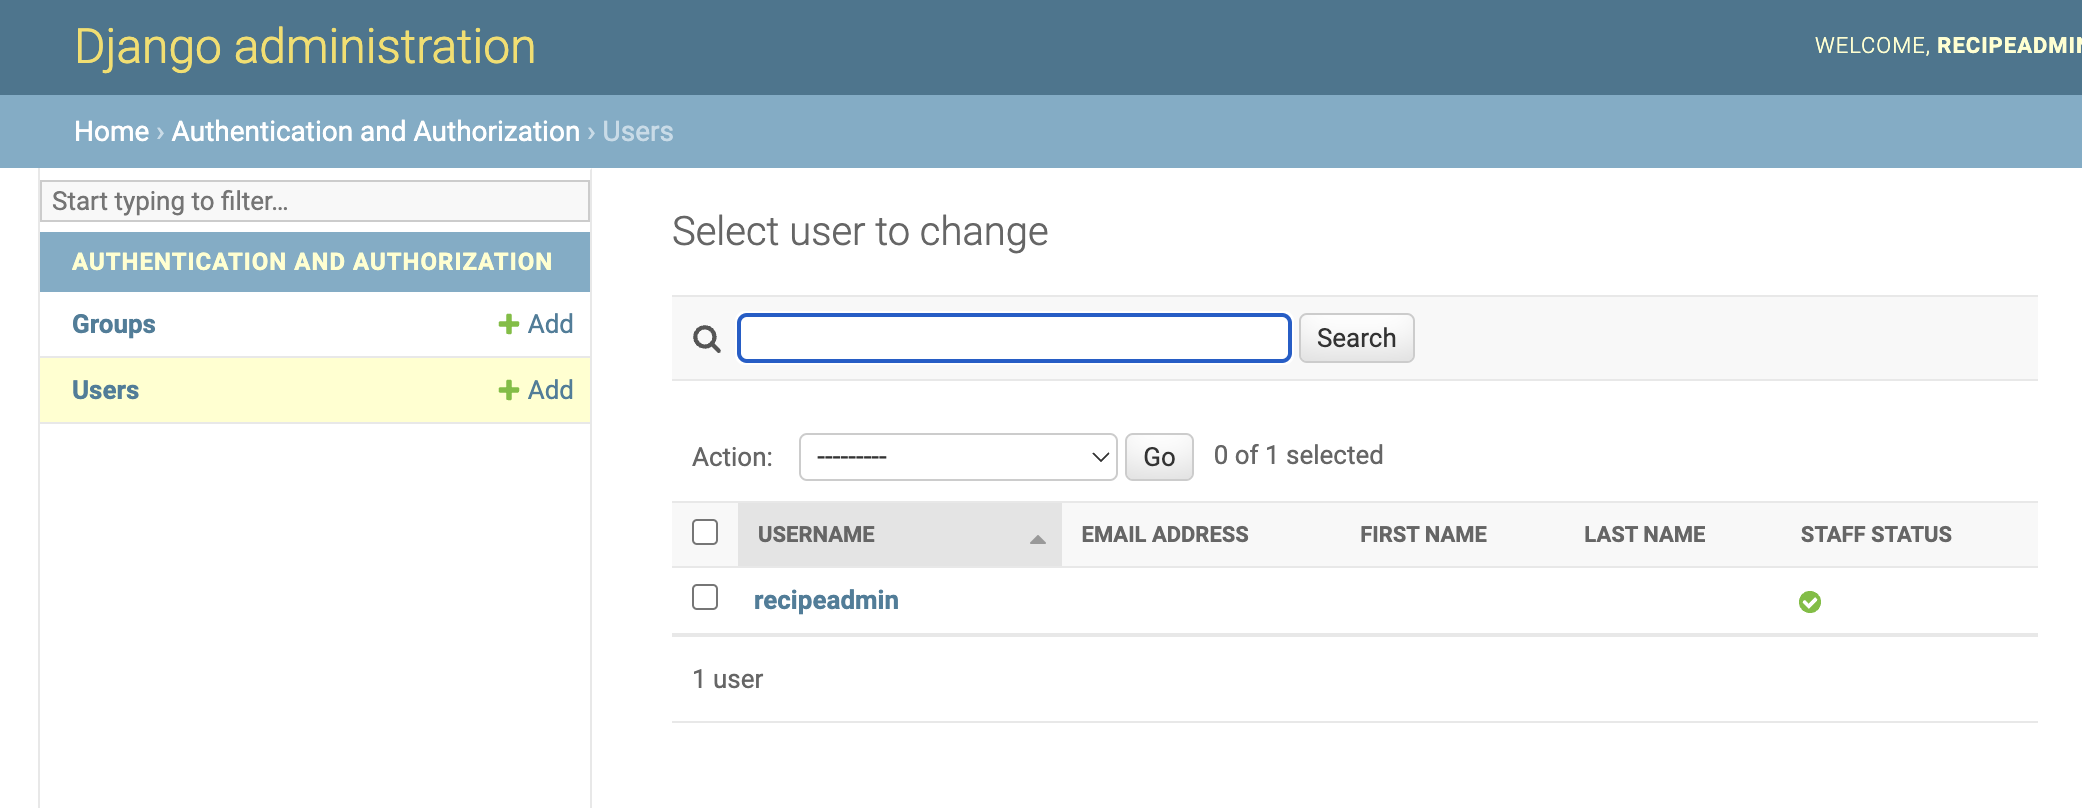 Django administration
WELCOME, RECIPEADMIN
Home › Authentication and Authorization › Users
Start typing to filter...
AUTHENTICATION AND AUTHORIZATION
Groups + Add
Users + Add
Select user to change
Search
Action: --------- Go 0 of 1 selected
USERNAME EMAIL ADDRESS FIRST NAME LAST NAME STAFF STATUS
recipeadmin
1 user